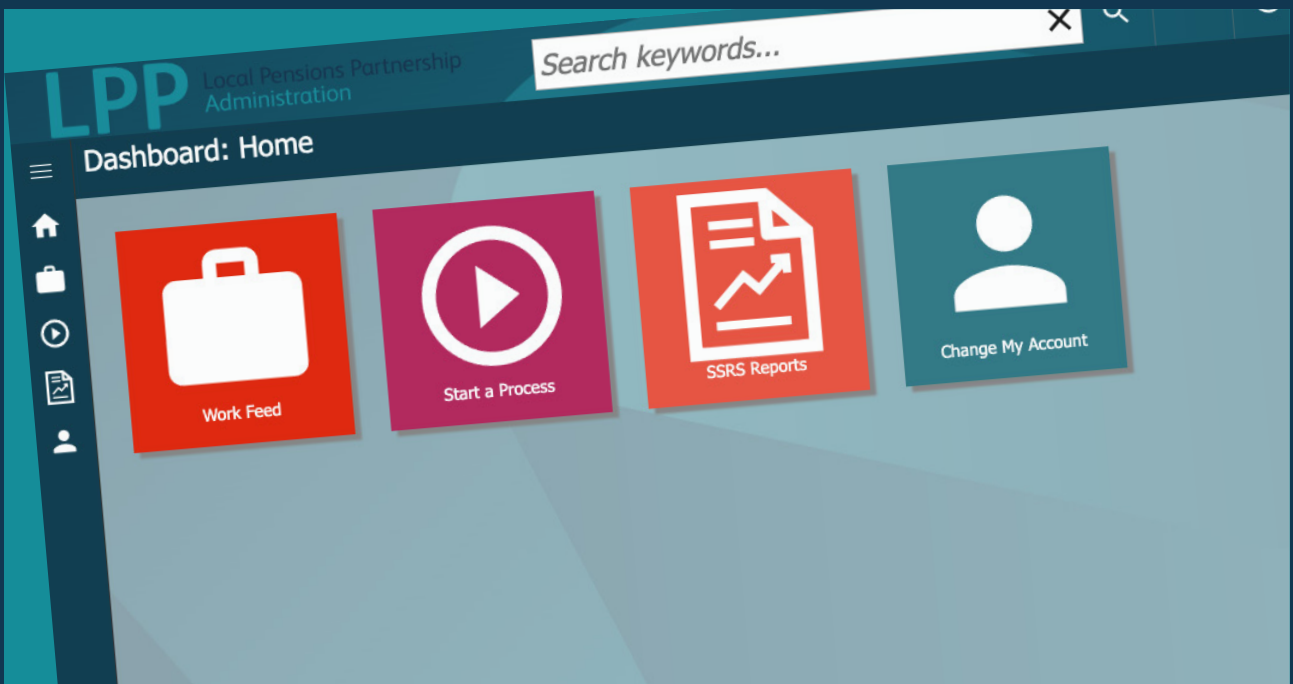 LPP
Local Pensions Partnership
Administration
Search keywords...
Dashboard: Home
Work Feed
Start a Process
SSRS Reports
Change My Account